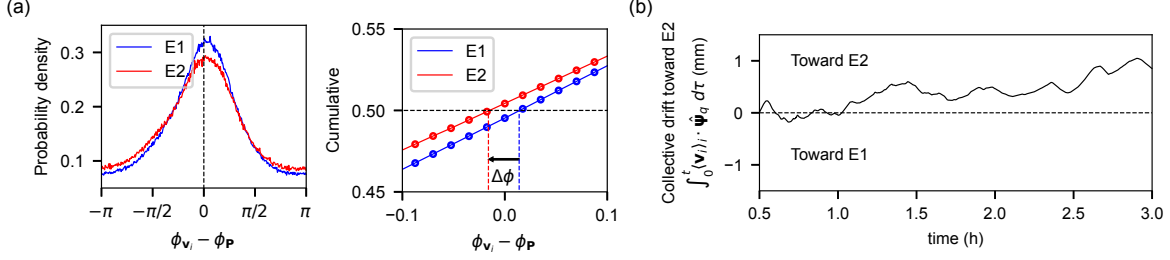 (a)
Probability density
0.3
0.2
0.1
E1
E2
−π
−π/2
0
π/2
π
ϕ_{v_i} − ϕ_P
Cumulative
0.55
0.50
0.45
E1
E2
Δϕ
−0.1
0.0
0.1
ϕ_{v_i} − ϕ_P
(b)
Collective drift toward E2
∫_0^t ⟨v_i⟩_i · ψ̂_q dτ (mm)
1
0
−1
Toward E2
Toward E1
0.5
1.0
1.5
2.0
2.5
3.0
time (h)